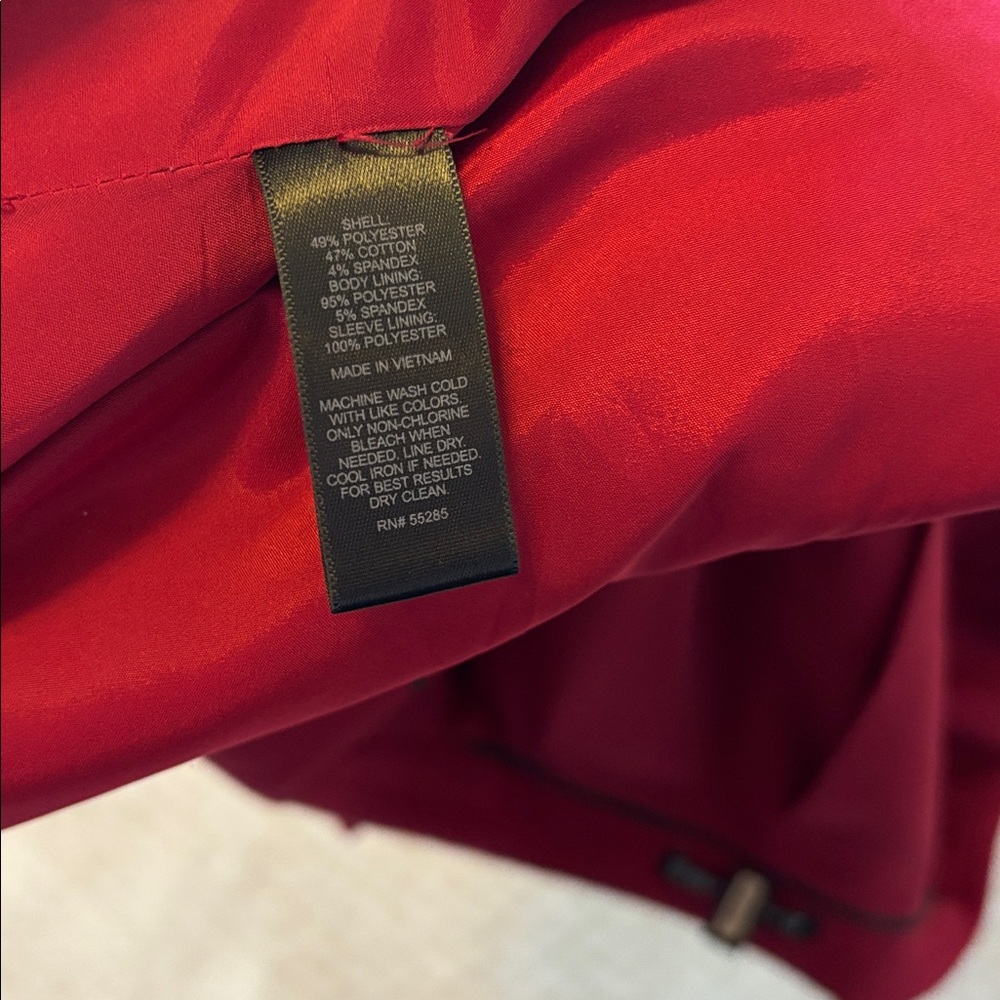 SHELL:
49% POLYESTER
47% COTTON
4% SPANDEX
BODY LINING:
95% POLYESTER
5% SPANDEX
SLEEVE LINING:
100% POLYESTER
MADE IN VIETNAM
MACHINE WASH COLD
WITH LIKE COLORS.
ONLY NON-CHLORINE
BLEACH WHEN
NEEDED. LINE DRY.
COOL IRON IF NEEDED.
FOR BEST RESULTS
DRY CLEAN.
RN# 55285